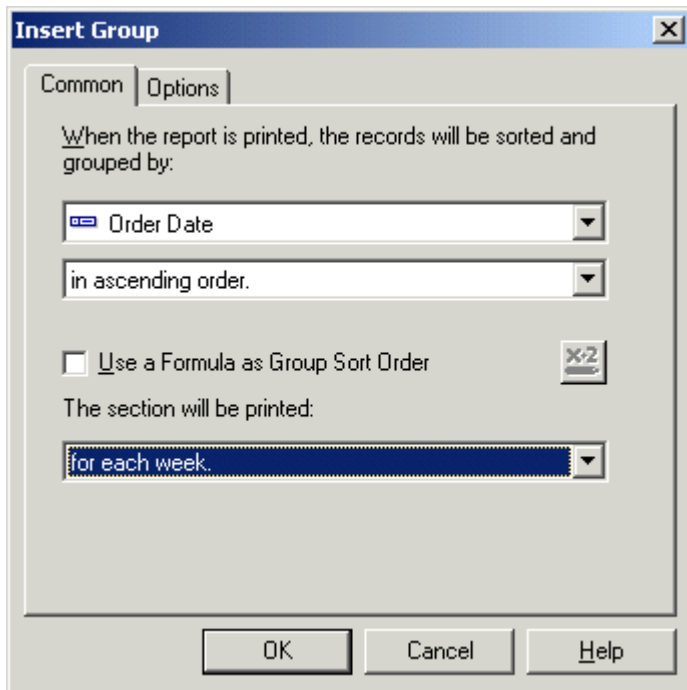 Insert Group
Common
Options
When the report is printed, the records will be sorted and
grouped by:
Order Date
in ascending order.
Use a Formula as Group Sort Order
X+2
The section will be printed:
for each week.
OK
Cancel
Help